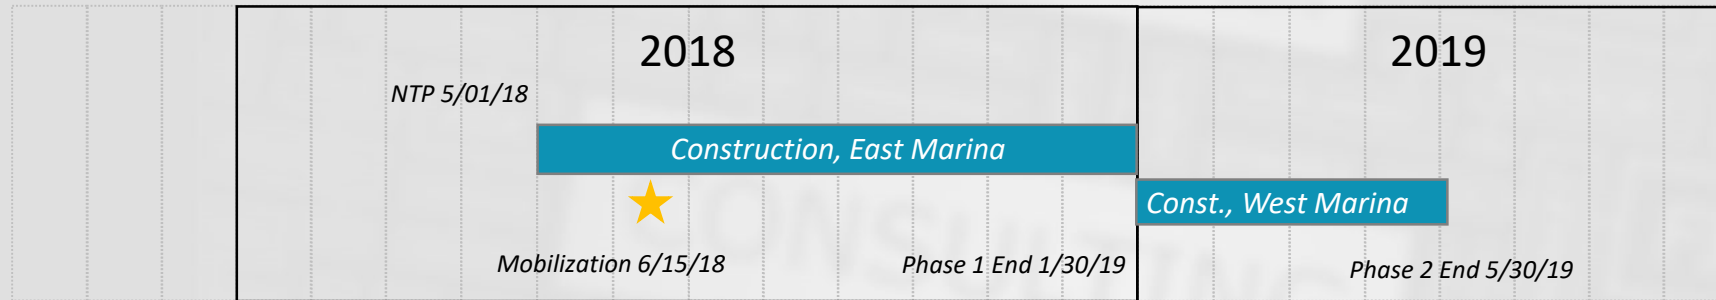 2018
2019
NTP 5/01/18
Construction, East Marina
Const., West Marina
Mobilization 6/15/18
Phase 1 End 1/30/19
Phase 2 End 5/30/19
CONSULTING